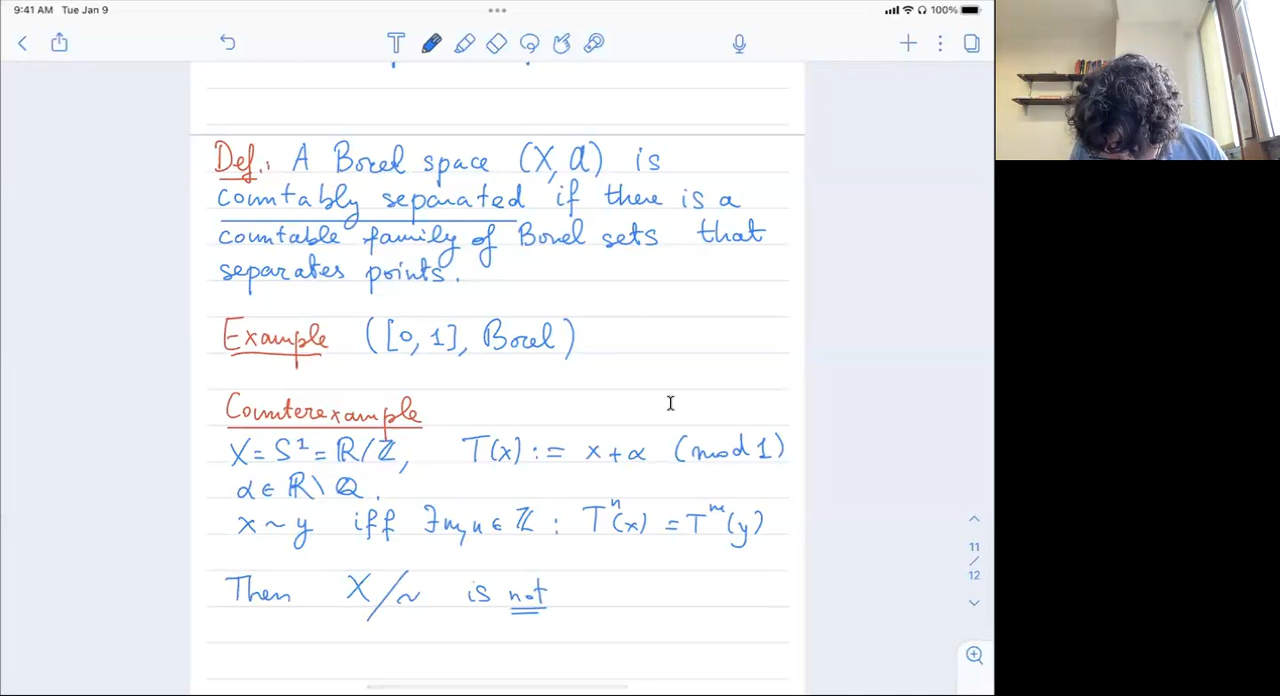 9:41 AM Tue Jan 9
100%
Def.: A Borel space (X, a) is
countably separated if there is a
countable family of Borel sets that
separates points.
Example ([0, 1], Borel)
Counterexample
X = S¹ = ℝ/ℤ, T(x) := x + α (mod 1)
α ∈ ℝ \ ℚ.
x ~ y iff ∃ m, n ∈ ℤ : Tⁿ(x) = Tᵐ(y)
Then X/~ is not
11
/
12